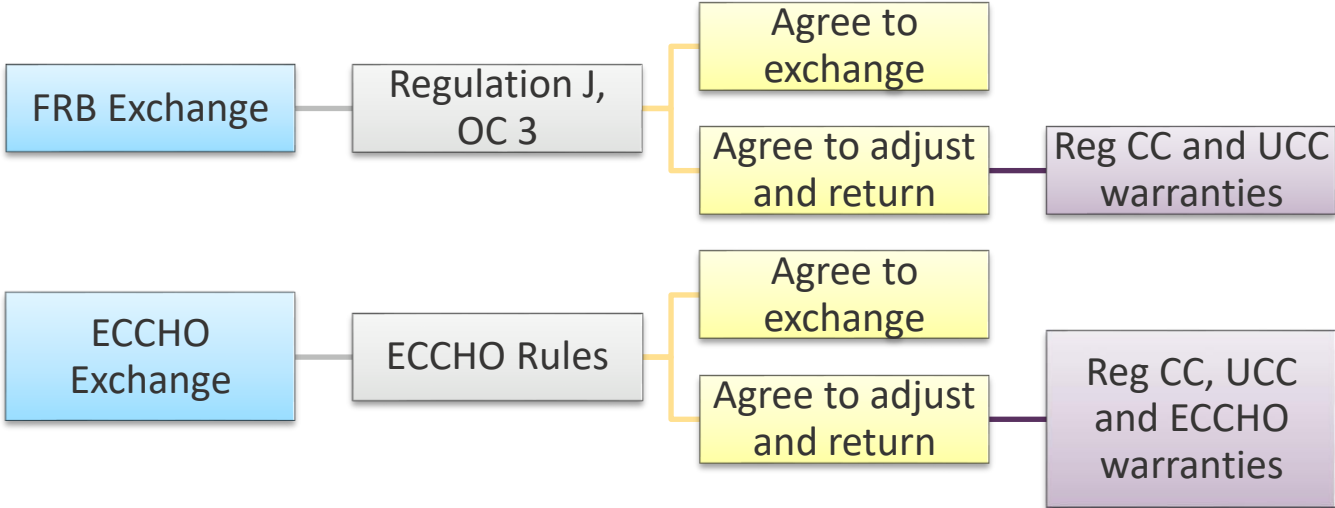 FRB Exchange
Regulation J,
OC 3
Agree to
exchange
Agree to adjust
and return
Reg CC and UCC
warranties
ECCHO
Exchange
ECCHO Rules
Agree to
exchange
Agree to adjust
and return
Reg CC, UCC
and ECCHO
warranties